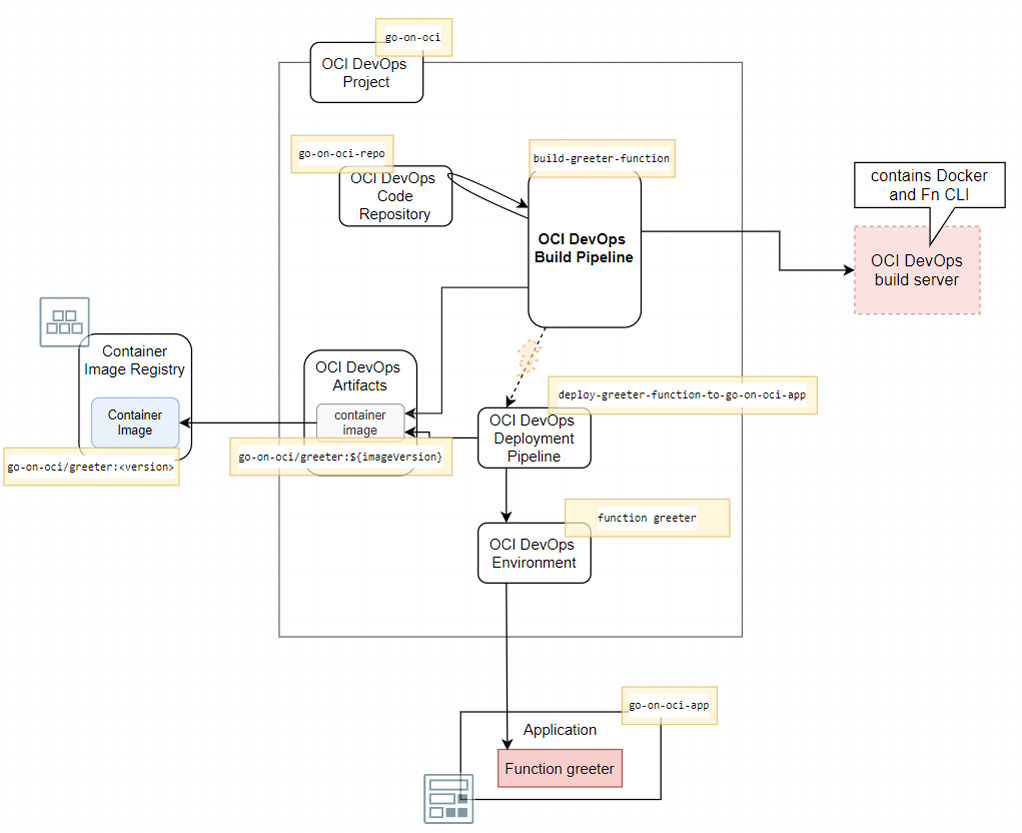 go-on-oci
OCI DevOps
Project
go-on-oci-repo
OCI DevOps
Code
Repository
build-greeter-function
OCI DevOps
Build Pipeline
contains Docker
and Fn CLI
OCI DevOps
build server
Container
Image Registry
Container
Image
go-on-oci/greeter:<version>
OCI DevOps
Artifacts
container
image
go-on-oci/greeter:${imageVersion}
deploy-greeter-function-to-go-on-oci-app
OCI DevOps
Deployment
Pipeline
function greeter
OCI DevOps
Environment
go-on-oci-app
Application
Function greeter